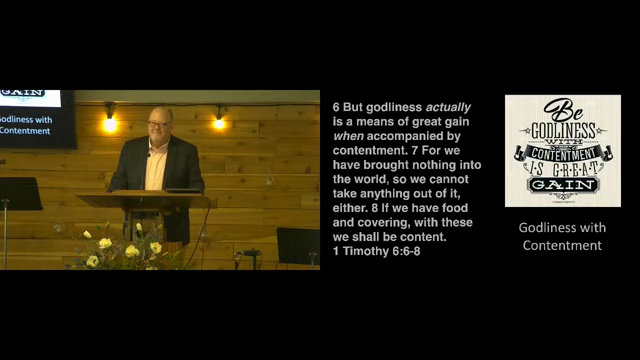 GAIN
Godliness with
Contentment
6 But godliness actually
is a means of great gain
when accompanied by
contentment. 7 For we
have brought nothing into
the world, so we cannot
take anything out of it,
either. 8 If we have food
and covering, with these
we shall be content.
1 Timothy 6:6-8
Be
GODLINESS
WITH
CONTENTMENT
IS GREAT
GAIN
Godliness with
Contentment